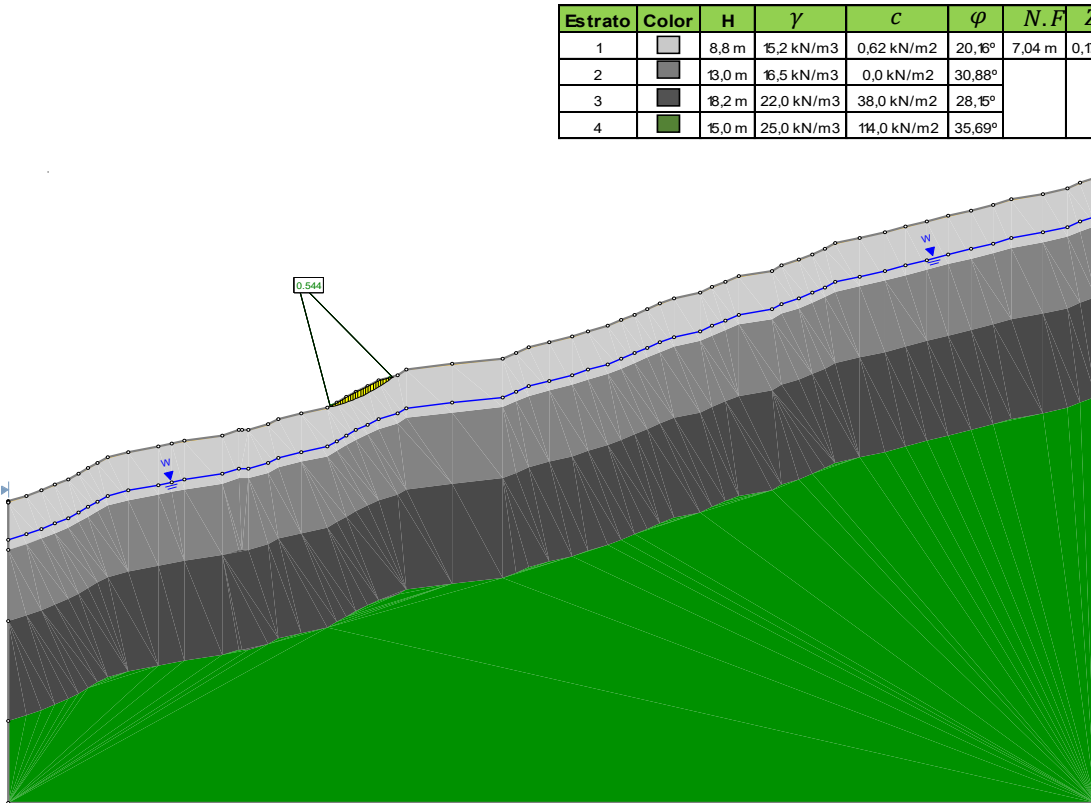 Estrato Color H γ c φ N.F
1 8,8 m 15,2 kN/m3 0,62 kN/m2 20,16º 7,04 m
2 13,0 m 16,5 kN/m3 0,0 kN/m2 30,88º
3 18,2 m 22,0 kN/m3 38,0 kN/m2 28,15º
4 15,0 m 25,0 kN/m3 114,0 kN/m2 35,69º
W
0.544
W